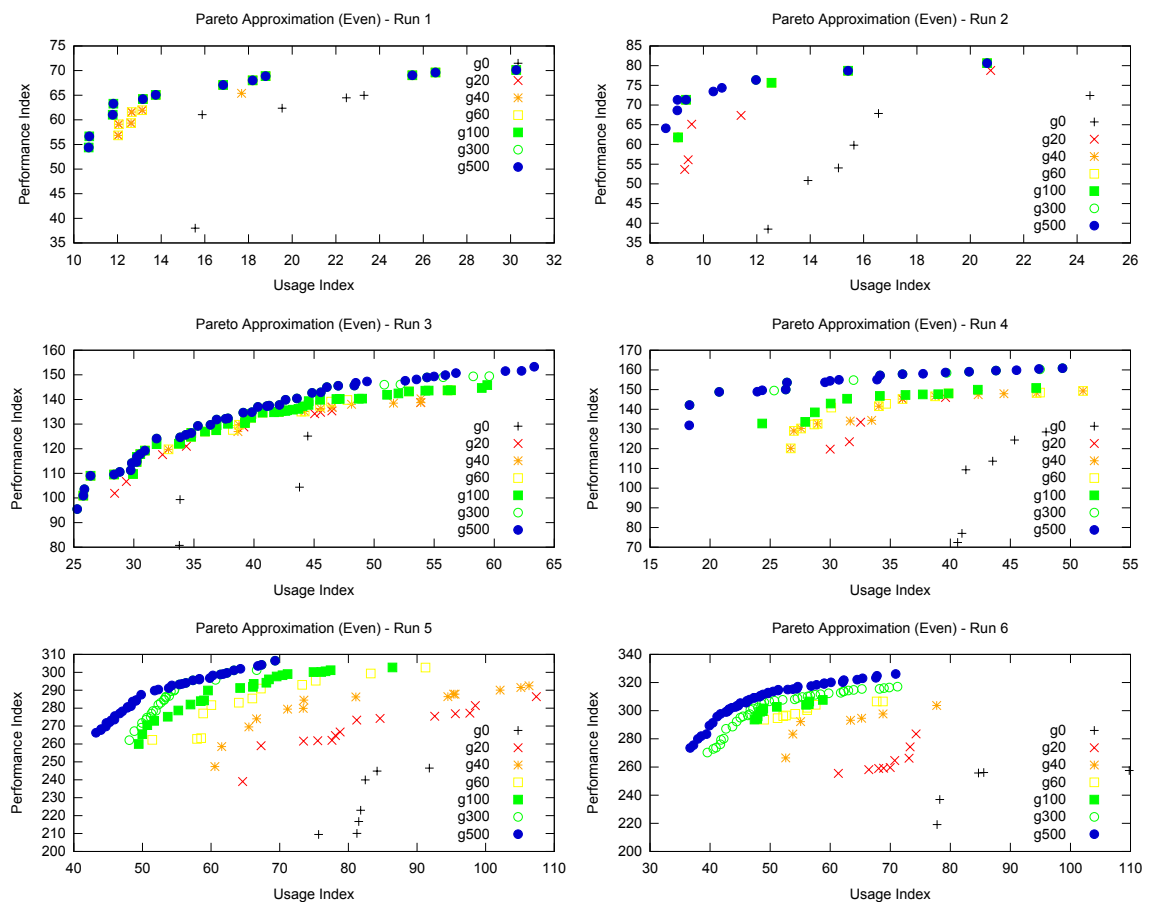 Pareto Approximation (Even) - Run 1
Performance Index
75
70
65
60
55
50
45
40
35
10 12 14 16 18 20 22 24 26 28 30 32
Usage Index
g0
g20
g40
g60
g100
g300
g500
Pareto Approximation (Even) - Run 2
Performance Index
85
80
75
70
65
60
55
50
45
40
35
8 10 12 14 16 18 20 22 24 26
Usage Index
g0
g20
g40
g60
g100
g300
g500
Pareto Approximation (Even) - Run 3
Performance Index
160
150
140
130
120
110
100
90
80
25 30 35 40 45 50 55 60 65
Usage Index
g0
g20
g40
g60
g100
g300
g500
Pareto Approximation (Even) - Run 4
Performance Index
170
160
150
140
130
120
110
100
90
80
70
15 20 25 30 35 40 45 50 55
Usage Index
g0
g20
g40
g60
g100
g300
g500
Pareto Approximation (Even) - Run 5
Performance Index
310
300
290
280
270
260
250
240
230
220
210
200
40 50 60 70 80 90 100 110
Usage Index
g0
g20
g40
g60
g100
g300
g500
Pareto Approximation (Even) - Run 6
Performance Index
340
320
300
280
260
240
220
200
30 40 50 60 70 80 90 100 110
Usage Index
g0
g20
g40
g60
g100
g300
g500